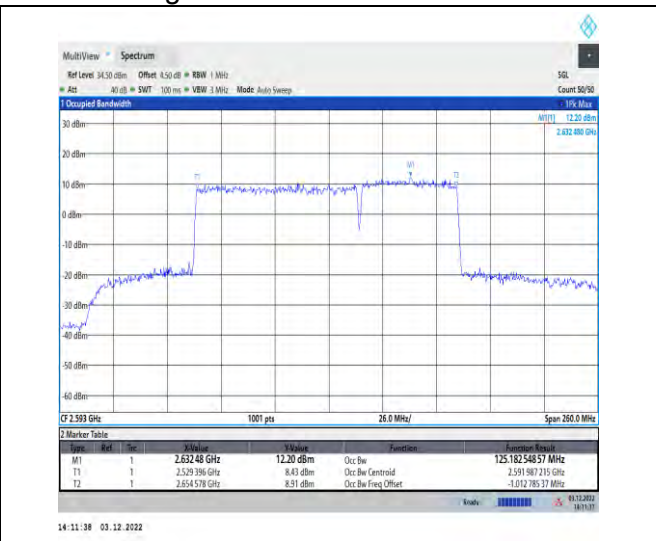 MultiView Spectrum
Ref Level 34.50 dBm Offset 4.50 dB RBW 1 MHz SGL
Att 40 dB SWT 100 ms VBW 3 MHz Mode Auto Sweep Count 50/50
1 Occupied Bandwidth 1Pk Max
M1[1] 12.20 dBm
2.632 480 GHz
30 dBm
20 dBm
M1
T1 T2
10 dBm
0 dBm
-10 dBm
-20 dBm
-30 dBm
-40 dBm
-50 dBm
-60 dBm
CF 2.593 GHz 1001 pts 26.0 MHz/ Span 260.0 MHz
2 Marker Table
Type Ref Trc X-Value Y-Value Function Function Result
M1 1 2.632 48 GHz 12.20 dBm Occ Bw 125.182 548 57 MHz
T1 1 2.529 396 GHz 8.43 dBm Occ Bw Centroid 2.591 987 215 GHz
T2 1 2.654 578 GHz 8.91 dBm Occ Bw Freq Offset -1.012 785 37 MHz
Ready 03.12.2022
14:11:37
14:11:38 03.12.2022